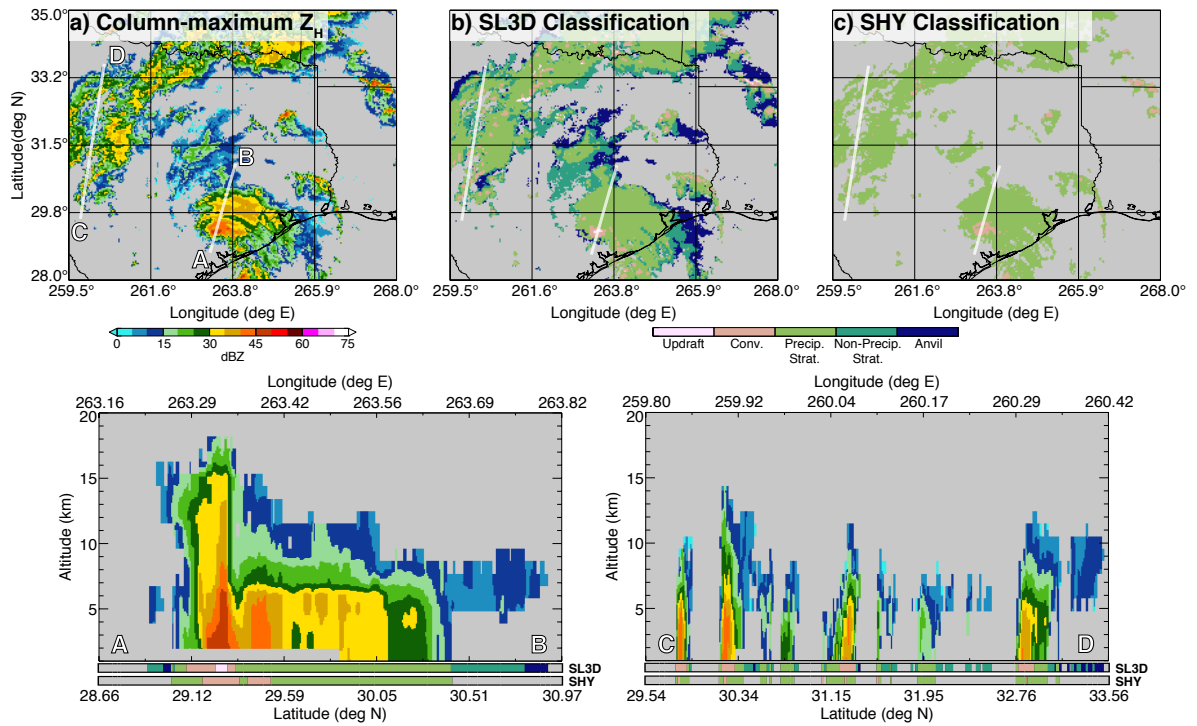 a) Column-maximum Z_H
b) SL3D Classification
c) SHY Classification
35.0°
33.2°
31.5°
29.8°
28.0°
Latitude(deg N)
D
B
C
A
259.5° 261.6 263.8 265.9 268.0°
259.5° 261.6 263.8 265.9 268.0°
259.5° 261.6 263.8 265.9 268.0°
Longitude (deg E)
Longitude (deg E)
Longitude (deg E)
0 15 30 45 60 75
dBZ
Updraft Conv. Precip. Strat. Non-Precip. Strat. Anvil
Longitude (deg E)
263.16 263.29 263.42 263.56 263.69 263.82
20
15
10
5
Altitude (km)
A B
SL3D
SHY
28.66 29.12 29.59 30.05 30.51 30.97
Latitude (deg N)
Longitude (deg E)
259.80 259.92 260.04 260.17 260.29 260.42
20
15
10
5
Altitude (km)
C D
SL3D
SHY
29.54 30.34 31.15 31.95 32.76 33.56
Latitude (deg N)